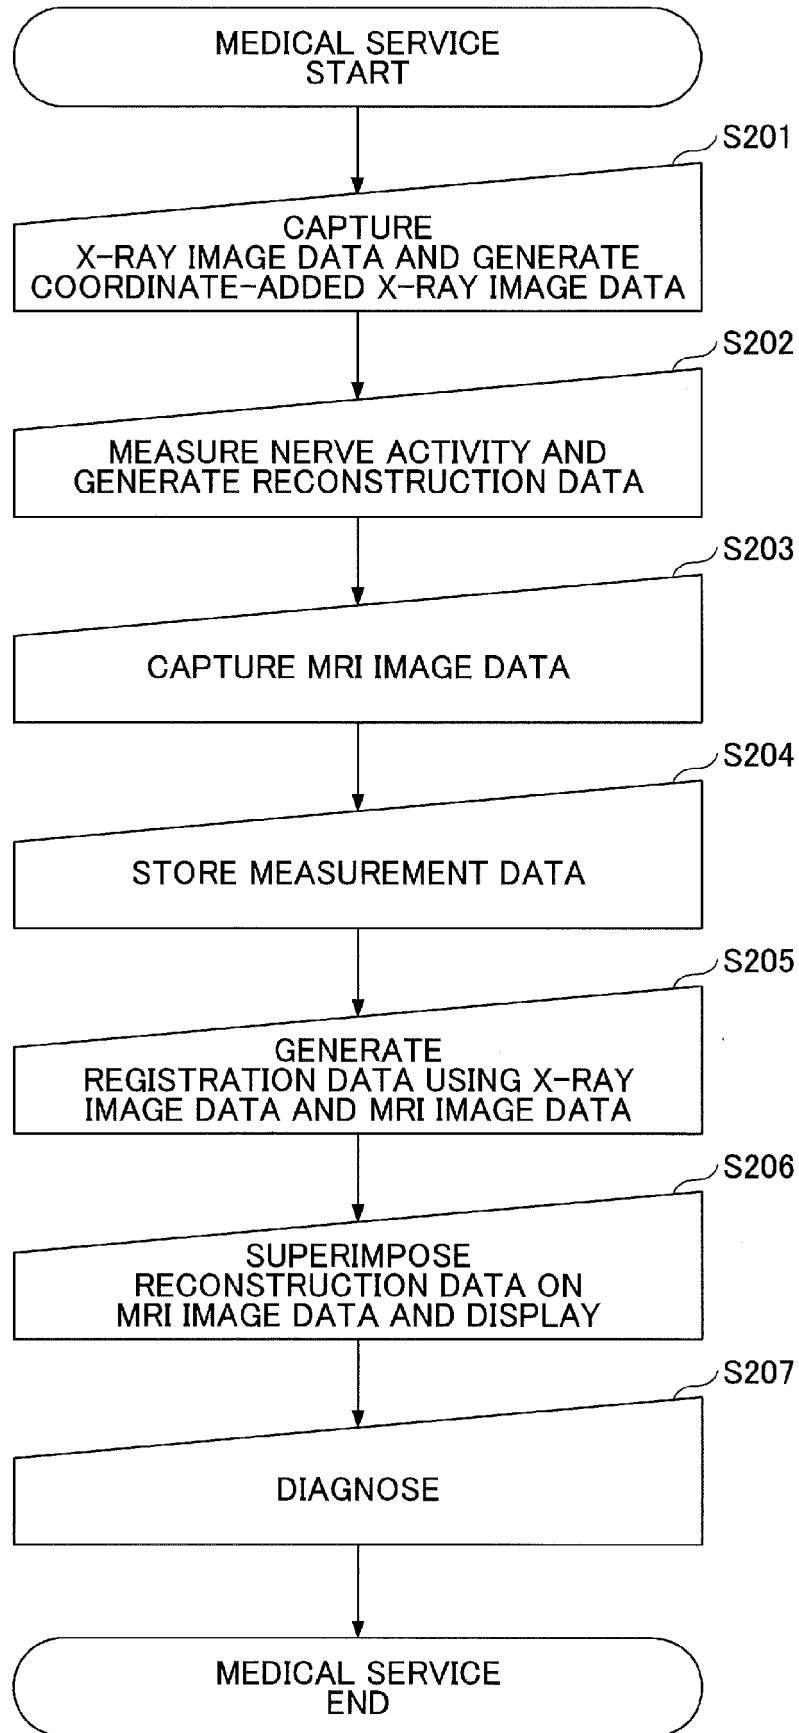 MEDICAL SERVICE
START
S201
CAPTURE
X-RAY IMAGE DATA AND GENERATE
COORDINATE-ADDED X-RAY IMAGE DATA
S202
MEASURE NERVE ACTIVITY AND
GENERATE RECONSTRUCTION DATA
S203
CAPTURE MRI IMAGE DATA
S204
STORE MEASUREMENT DATA
S205
GENERATE
REGISTRATION DATA USING X-RAY
IMAGE DATA AND MRI IMAGE DATA
S206
SUPERIMPOSE
RECONSTRUCTION DATA ON
MRI IMAGE DATA AND DISPLAY
S207
DIAGNOSE
MEDICAL SERVICE
END